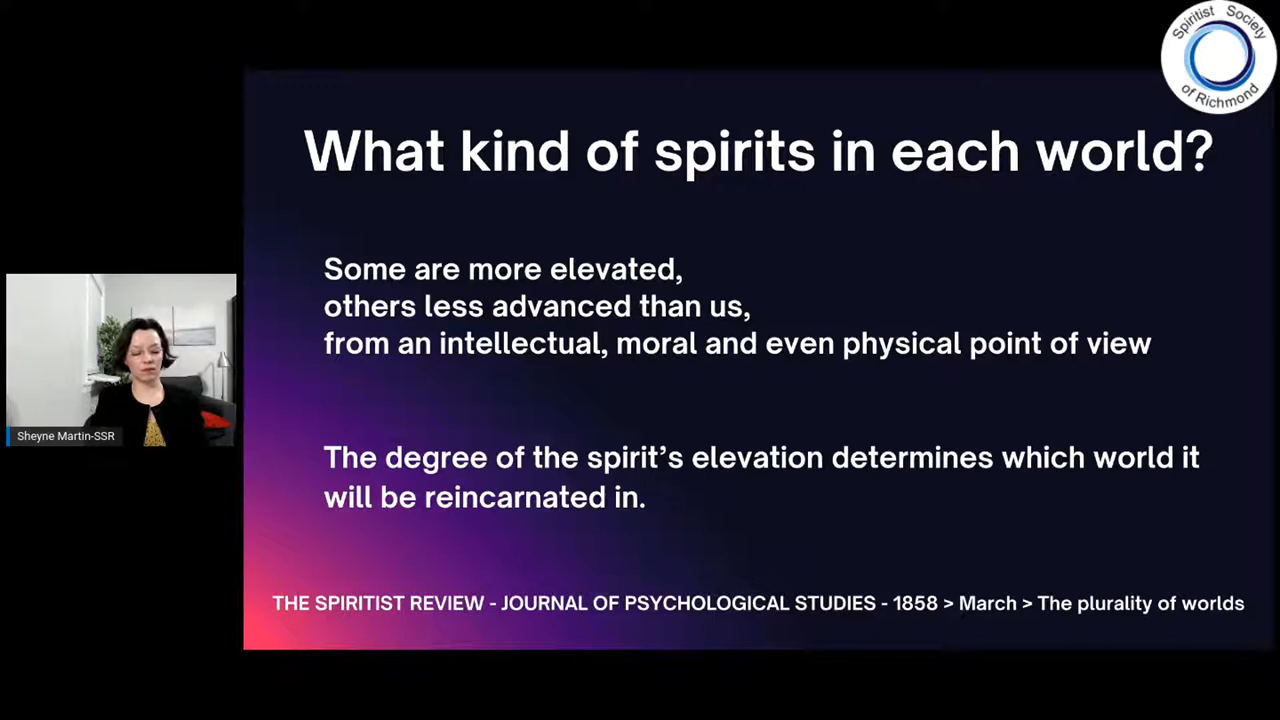 Spiritist Society
of Richmond
What kind of spirits in each world?
Some are more elevated,
others less advanced than us,
from an intellectual, moral and even physical point of view
Sheyne Martin-SSR
The degree of the spirit’s elevation determines which world it
will be reincarnated in.
THE SPIRITIST REVIEW - JOURNAL OF PSYCHOLOGICAL STUDIES - 1858 > March > The plurality of worlds